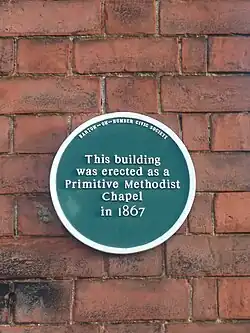 BARTON-ON-HUMBER CIVIC SOCIETY
This building
was erected as a
Primitive Methodist
Chapel
in 1867